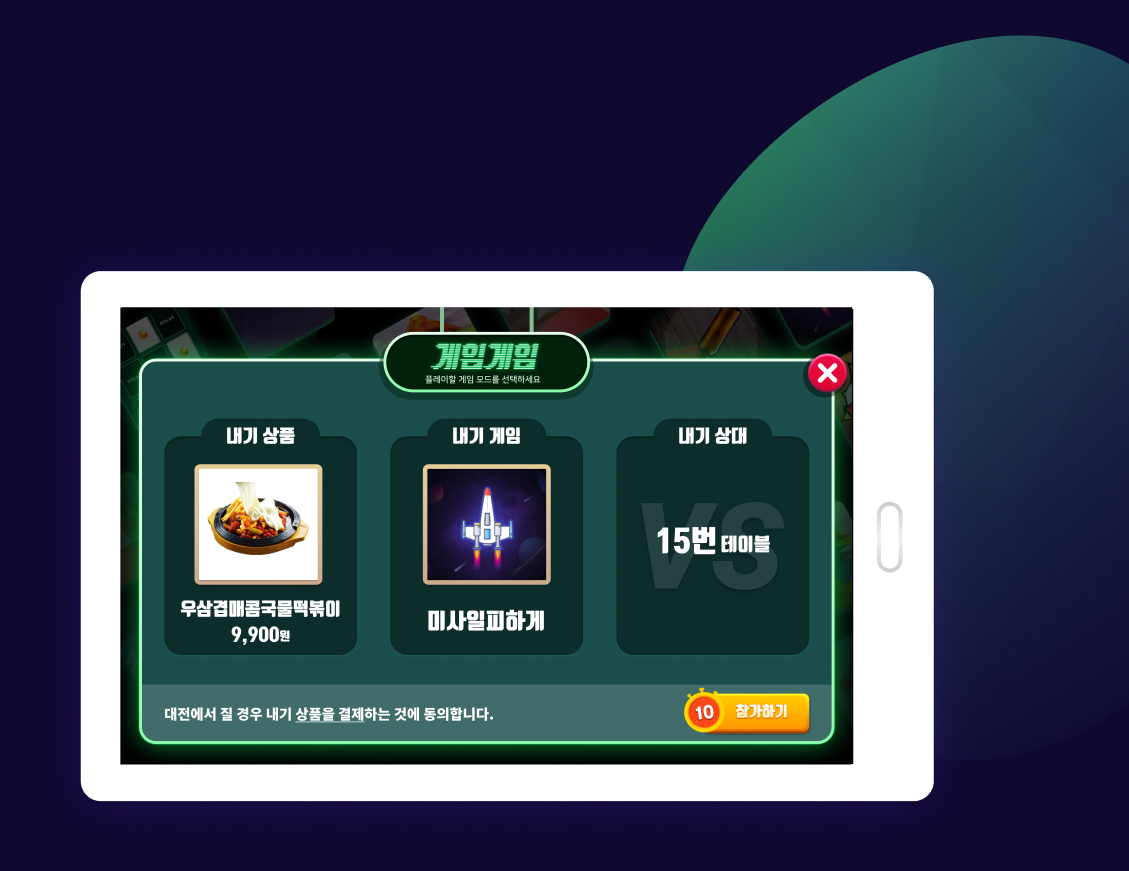 게임게임
플레이할 게임 모드를 선택하세요
내기 상품
우삼겹매콤국물떡볶이
9,900원
내기 게임
미사일피하게
내기 상대
VS
15번 테이블
대전에서 질 경우 내기 상품을 결제하는 것에 동의합니다.
10 참가하기